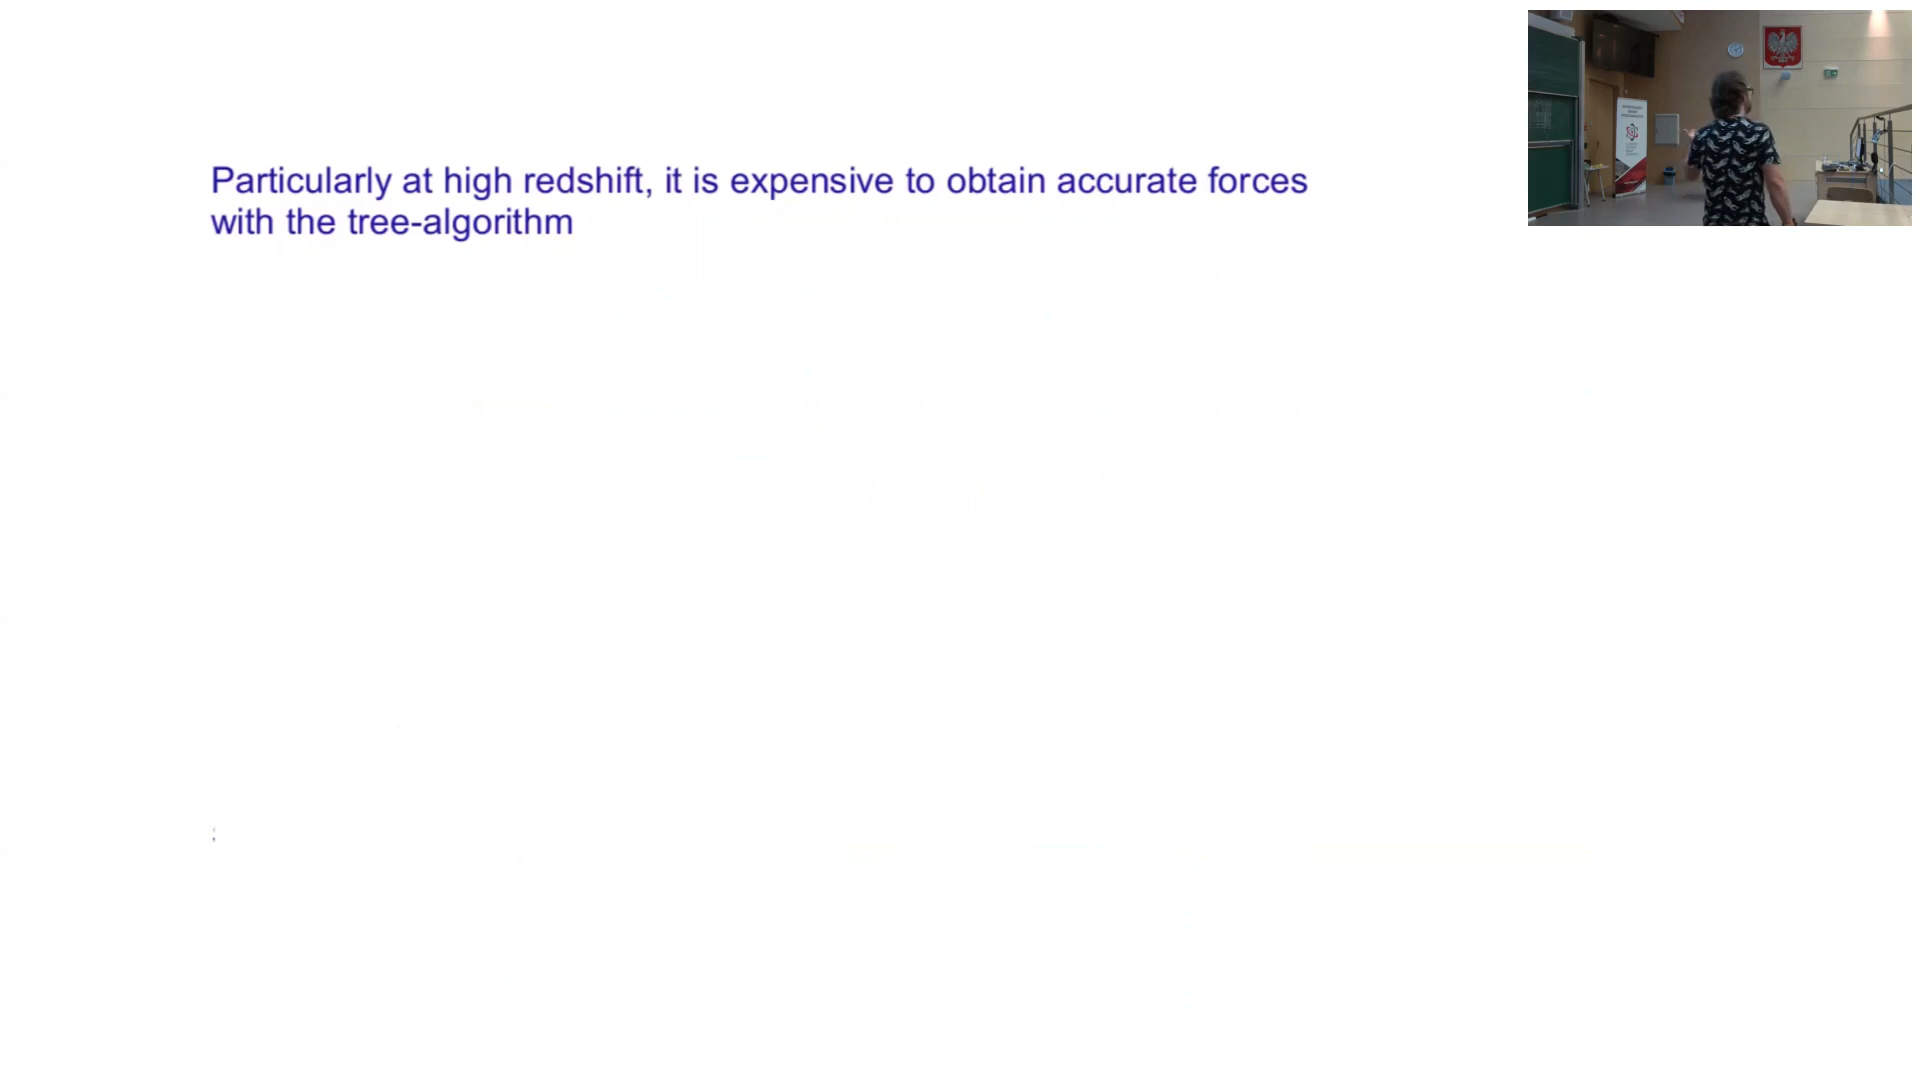 Particularly at high redshift, it is expensive to obtain accurate forces
with the tree-algorithm